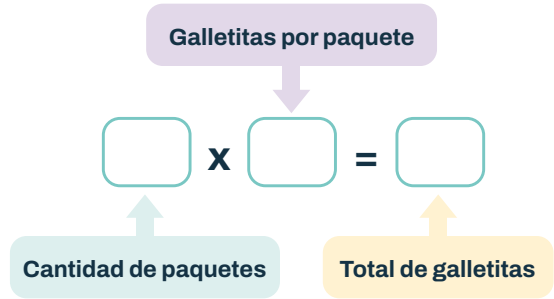 Galletitas por paquete
x =
Cantidad de paquetes
Total de galletitas